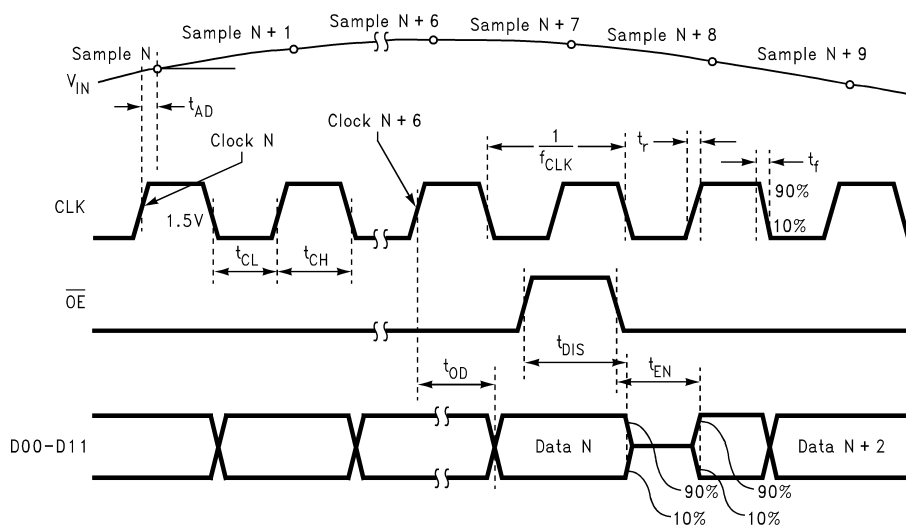 Sample N
Sample N + 1
Sample N + 6
Sample N + 7
Sample N + 8
Sample N + 9
V_IN
t_AD
Clock N
Clock N + 6
1
f_CLK
t_r
t_f
CLK
1.5V
90%
10%
t_CL
t_CH
OE
t_DIS
t_OD
t_EN
D00-D11
Data N
Data N + 2
90%
10%
90%
10%